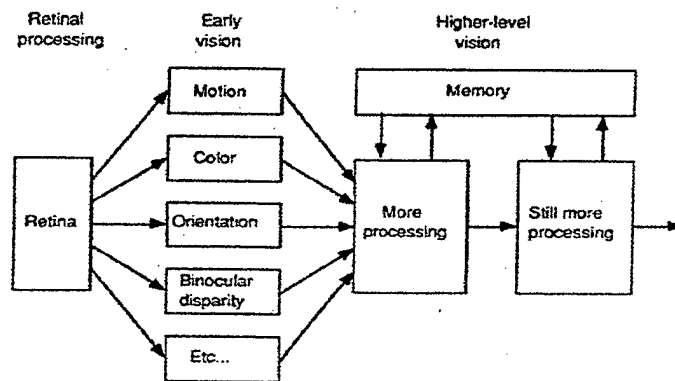 Retinal
processing
Early
vision
Higher-level
vision
Motion
Memory
Color
Retina
Orientation
More
processing
Still more
processing
Binocular
disparity
Etc...